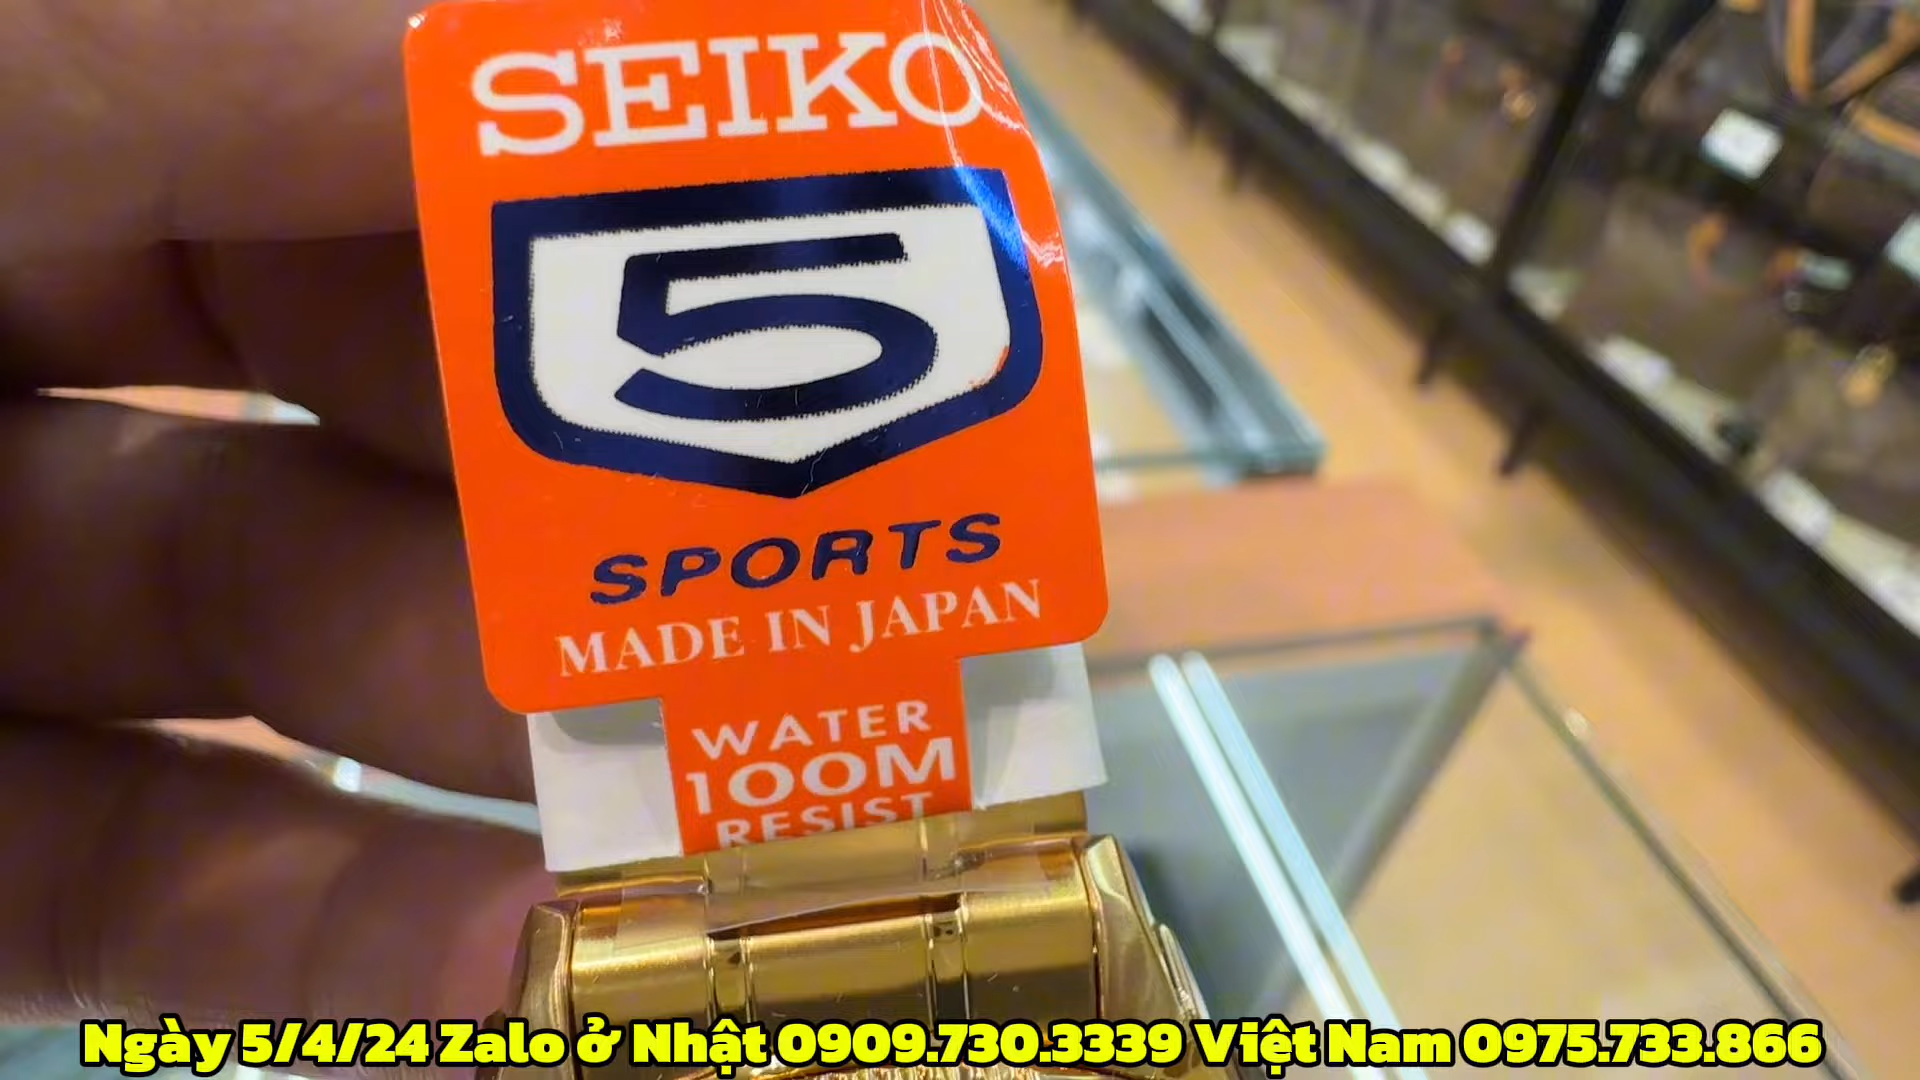 SEIKO
5
SPORTS
MADE IN JAPAN
WATER
100M
RESIST
Ngày 5/4/24 Zalo ở Nhật 0909.730.3339 Việt Nam 0975.733.866